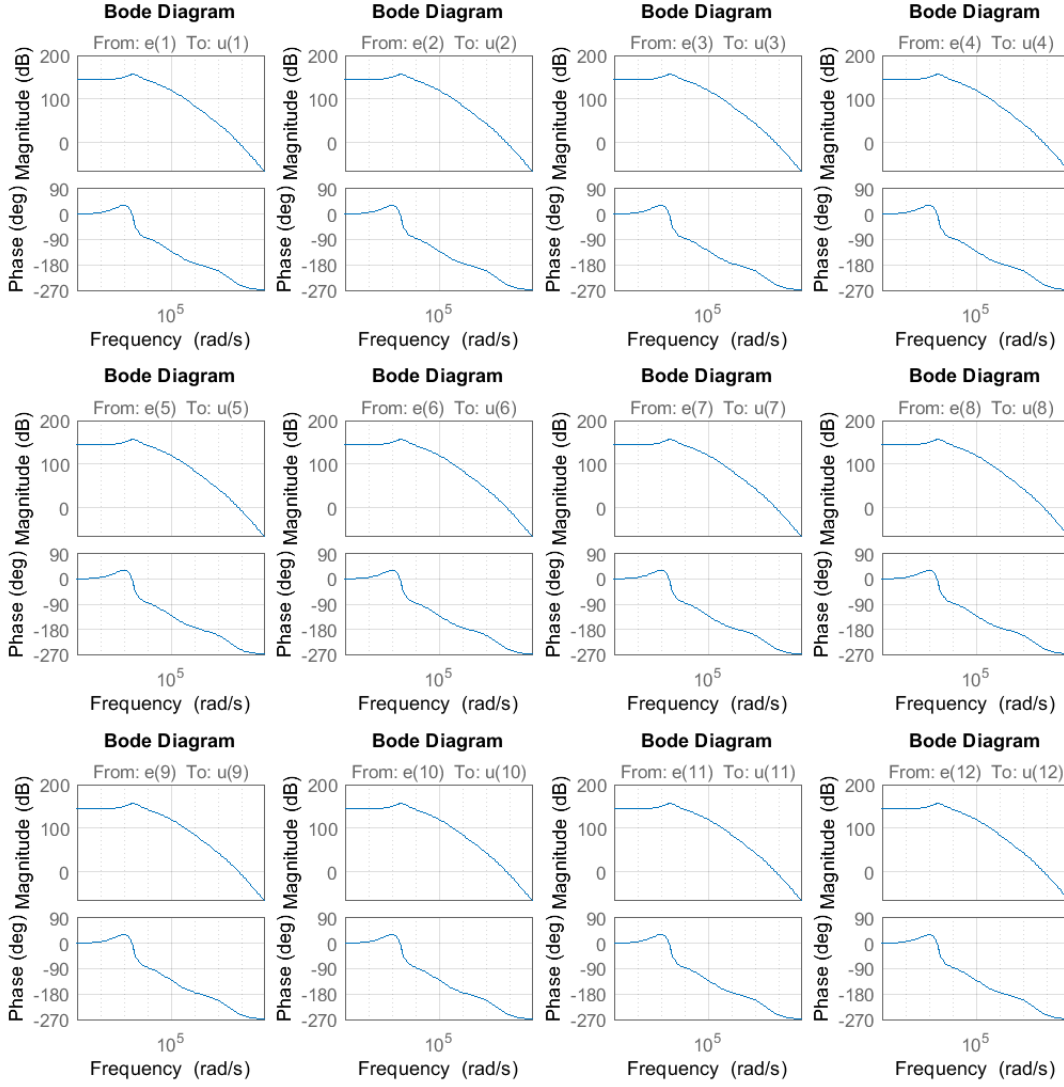 Bode Diagram Bode Diagram Bode Diagram Bode Diagram
From: e(1) To: u(1) From: e(2) To: u(2) From: e(3) To: u(3) From: e(4) To: u(4)
Magnitude (dB) Magnitude (dB) Magnitude (dB) Magnitude (dB)
200 200 200 200
100 100 100 100
0 0 0 0
Phase (deg) Phase (deg) Phase (deg) Phase (deg)
90 90 90 90
0 0 0 0
-90 -90 -90 -90
-180 -180 -180 -180
-270 -270 -270 -270
10^5 10^5 10^5 10^5
Frequency (rad/s) Frequency (rad/s) Frequency (rad/s) Frequency (rad/s)
Bode Diagram Bode Diagram Bode Diagram Bode Diagram
From: e(5) To: u(5) From: e(6) To: u(6) From: e(7) To: u(7) From: e(8) To: u(8)
Magnitude (dB) Magnitude (dB) Magnitude (dB) Magnitude (dB)
200 200 200 200
100 100 100 100
0 0 0 0
Phase (deg) Phase (deg) Phase (deg) Phase (deg)
90 90 90 90
0 0 0 0
-90 -90 -90 -90
-180 -180 -180 -180
-270 -270 -270 -270
10^5 10^5 10^5 10^5
Frequency (rad/s) Frequency (rad/s) Frequency (rad/s) Frequency (rad/s)
Bode Diagram Bode Diagram Bode Diagram Bode Diagram
From: e(9) To: u(9) From: e(10) To: u(10) From: e(11) To: u(11) From: e(12) To: u(12)
Magnitude (dB) Magnitude (dB) Magnitude (dB) Magnitude (dB)
200 200 200 200
100 100 100 100
0 0 0 0
Phase (deg) Phase (deg) Phase (deg) Phase (deg)
90 90 90 90
0 0 0 0
-90 -90 -90 -90
-180 -180 -180 -180
-270 -270 -270 -270
10^5 10^5 10^5 10^5
Frequency (rad/s) Frequency (rad/s) Frequency (rad/s) Frequency (rad/s)